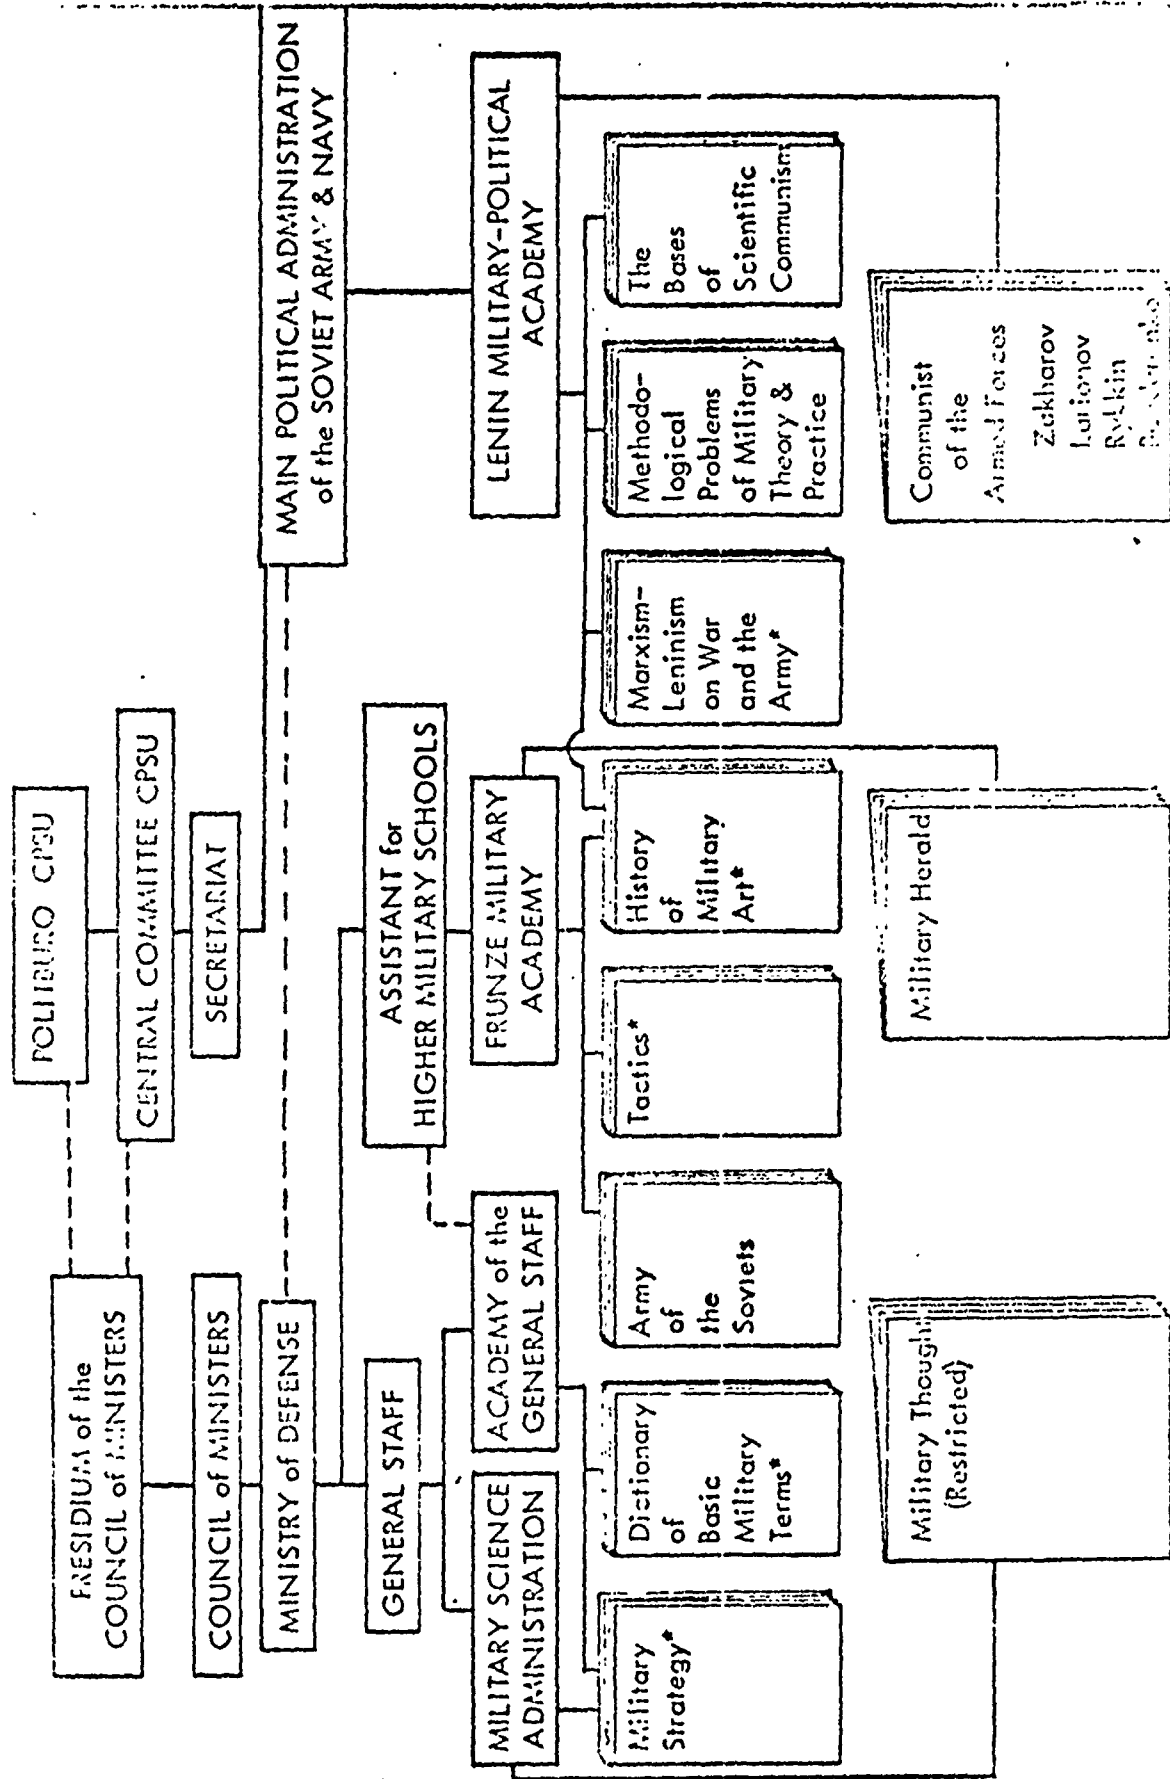 POLITBURO CPSU
PRESIDIUM of the
COUNCIL of MINISTERS
CENTRAL COMMITTEE CPSU
COUNCIL of MINISTERS
SECRETARIAT
MINISTRY of DEFENSE
MAIN POLITICAL ADMINISTRATION
of the SOVIET ARMY & NAVY
GENERAL STAFF
ASSISTANT for
HIGHER MILITARY SCHOOLS
MILITARY SCIENCE
ADMINISTRATION
ACADEMY of the
GENERAL STAFF
FRUNZE MILITARY
ACADEMY
LENIN MILITARY-POLITICAL
ACADEMY
Military
Strategy*
Dictionary
of
Basic
Military
Terms*
Army
of
the
Soviets
Tactics*
History
of
Military
Art*
Marxism-
Leninism
on War
and the
Army*
Methodo-
logical
Problems
of Military
Theory &
Practice
The
Bases
of
Scientific
Communism
Military Though
(Restricted)
Military Herald
Communist
of the
Armed Forces
Zakharov
Larionov
Rybkin